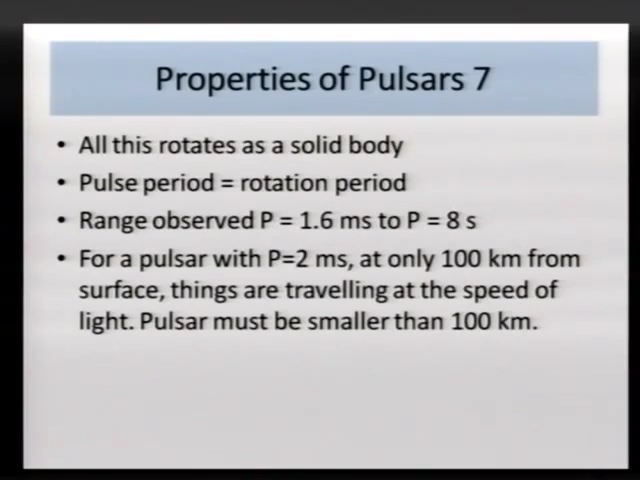 Properties of Pulsars 7
• All this rotates as a solid body
• Pulse period = rotation period
• Range observed P = 1.6 ms to P = 8 s
• For a pulsar with P=2 ms, at only 100 km from
surface, things are travelling at the speed of
light. Pulsar must be smaller than 100 km.